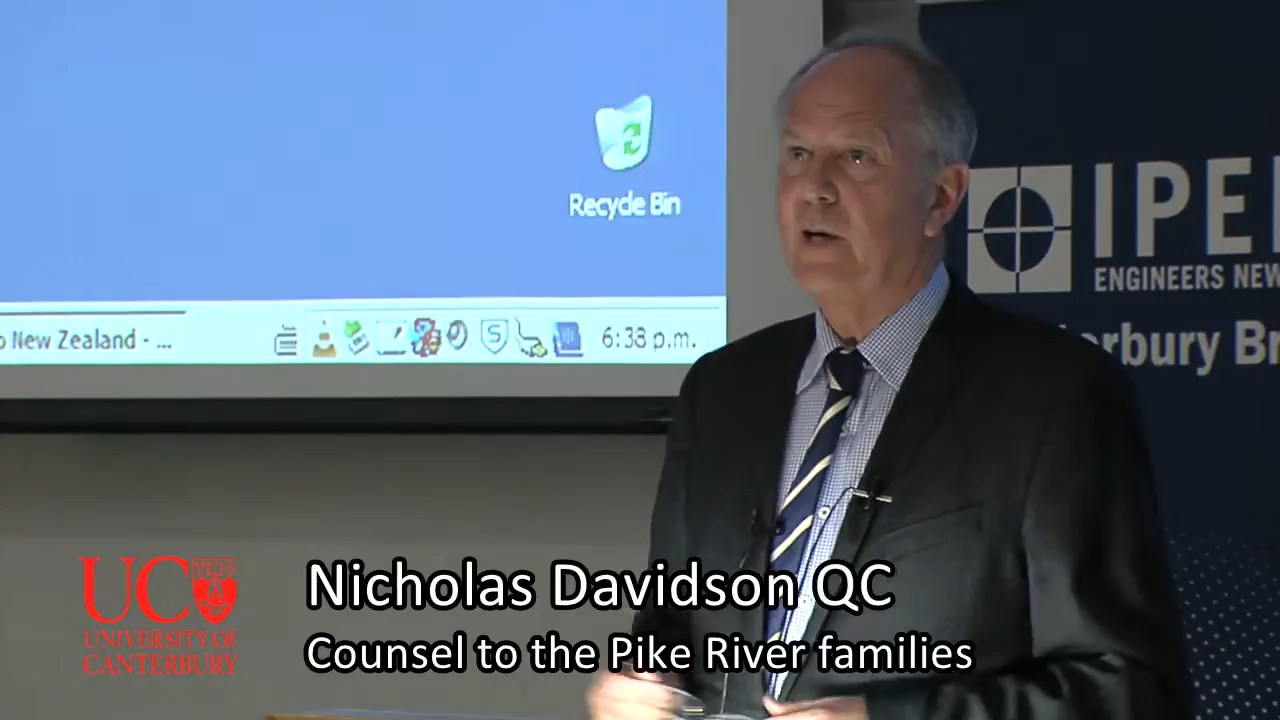 Recycle Bin
o New Zealand - ...
S
6:38 p.m.
IPE
ENGINEERS NEW
rbury Br
UC
UNIVERSITY OF
CANTERBURY
Nicholas Davidson QC
Counsel to the Pike River families